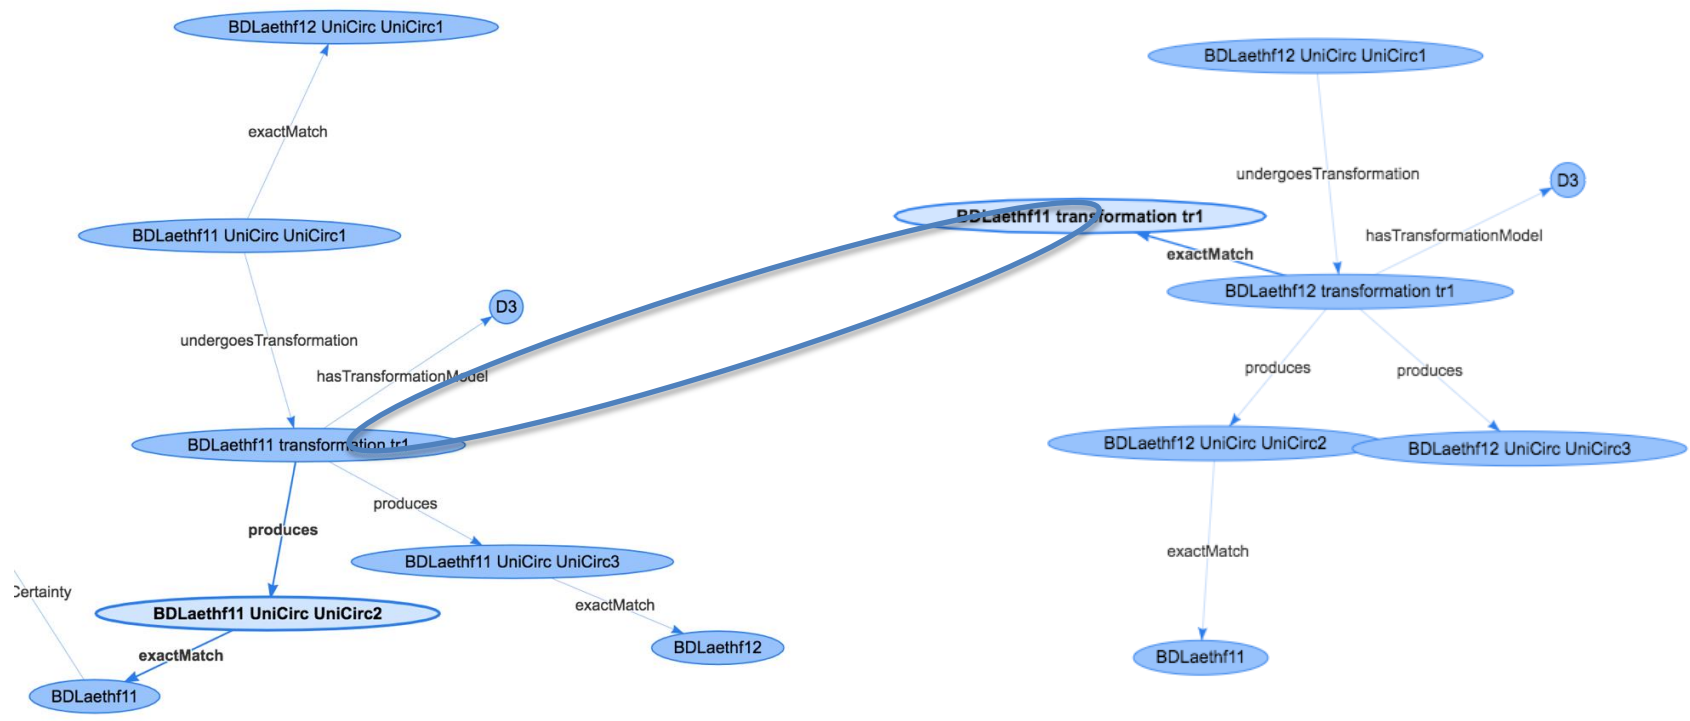 BDLaethf12 UniCirc UniCirc1
exactMatch
BDLaethf11 UniCirc UniCirc1
undergoesTransformation
D3
hasTransformationModel
BDLaethf11 transformation tr1
produces
produces
BDLaethf11 UniCirc UniCirc3
Certainty
BDLaethf11 UniCirc UniCirc2
exactMatch
exactMatch
BDLaethf12
BDLaethf11
BDLaethf12 UniCirc UniCirc1
undergoesTransformation
D3
BDLaethf11 transformation tr1
hasTransformationModel
exactMatch
BDLaethf12 transformation tr1
produces
produces
BDLaethf12 UniCirc UniCirc2
BDLaethf12 UniCirc UniCirc3
exactMatch
BDLaethf11